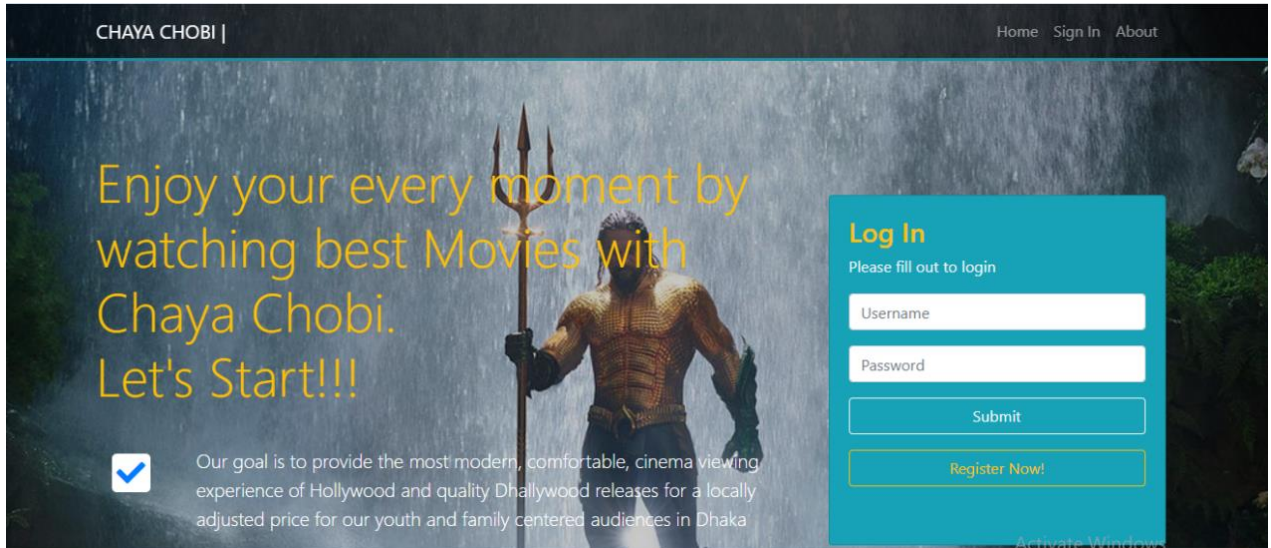 CHAYA CHOBI |
Home Sign In About
Enjoy your every moment by
watching best Movies with
Chaya Chobi.
Let's Start!!!
Our goal is to provide the most modern, comfortable, cinema viewing
experience of Hollywood and quality Dhallywood releases for a locally
adjusted price for our youth and family centered audiences in Dhaka
Log In
Please fill out to login
Username
Password
Submit
Register Now!
Activate Windows